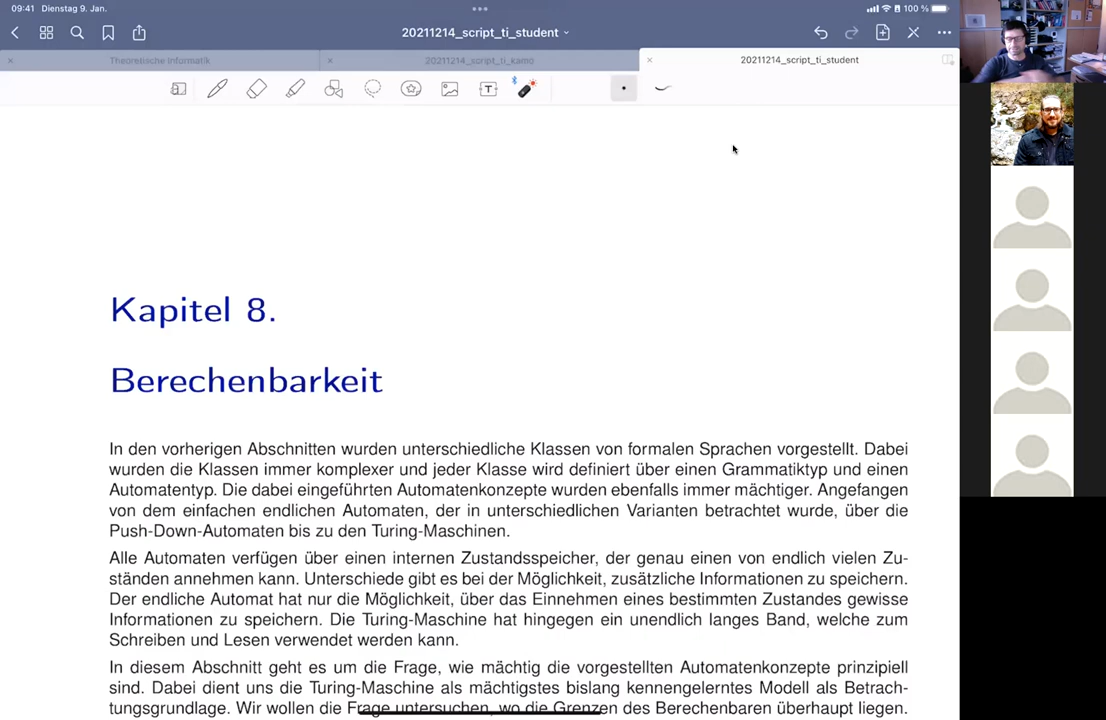 09:41 Dienstag 9. Jan.
100 %
20211214_script_ti_student
Theoretische Informatik
20211214_script_ti_kamo
20211214_script_ti_student
T
Kapitel 8.
Berechenbarkeit
In den vorherigen Abschnitten wurden unterschiedliche Klassen von formalen Sprachen vorgestellt. Dabei
wurden die Klassen immer komplexer und jeder Klasse wird definiert über einen Grammatiktyp und einen
Automatentyp. Die dabei eingeführten Automatenkonzepte wurden ebenfalls immer mächtiger. Angefangen
von dem einfachen endlichen Automaten, der in unterschiedlichen Varianten betrachtet wurde, über die
Push-Down-Automaten bis zu den Turing-Maschinen.
Alle Automaten verfügen über einen internen Zustandsspeicher, der genau einen von endlich vielen Zu-
ständen annehmen kann. Unterschiede gibt es bei der Möglichkeit, zusätzliche Informationen zu speichern.
Der endliche Automat hat nur die Möglichkeit, über das Einnehmen eines bestimmten Zustandes gewisse
Informationen zu speichern. Die Turing-Maschine hat hingegen ein unendlich langes Band, welche zum
Schreiben und Lesen verwendet werden kann.
In diesem Abschnitt geht es um die Frage, wie mächtig die vorgestellten Automatenkonzepte prinzipiell
sind. Dabei dient uns die Turing-Maschine als mächtigstes bislang kennengelerntes Modell als Betrach-
tungsgrundlage. Wir wollen die Frage untersuchen, wo die Grenzen des Berechenbaren überhaupt liegen.